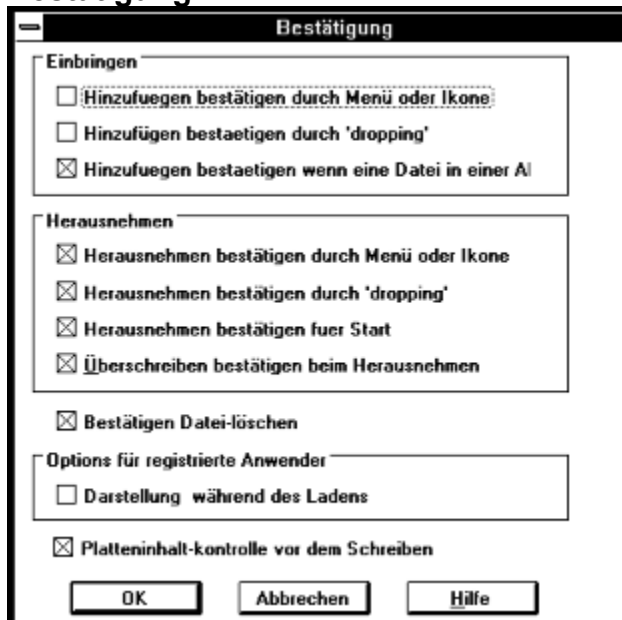 Bestätigung
Einbringen
Hinzufuegen bestätigen durch Menü oder Ikone
Hinzufügen bestaetigen durch 'dropping'
Hinzufuegen bestaetigen wenn eine Datei in einer
Herausnehmen
Herausnehmen bestätigen durch Menü oder Ikone
Herausnehmen bestätigen durch 'dropping'
Herausnehmen bestätigen fuer Start
Überschreiben bestätigen beim Herausnehmen
Bestätigen Datei-löschen
Options für registrierte Anwender
Darstellung während des Ladens
Platteninhalt-kontrolle vor dem Schreiben
OK Abbrechen Hilfe